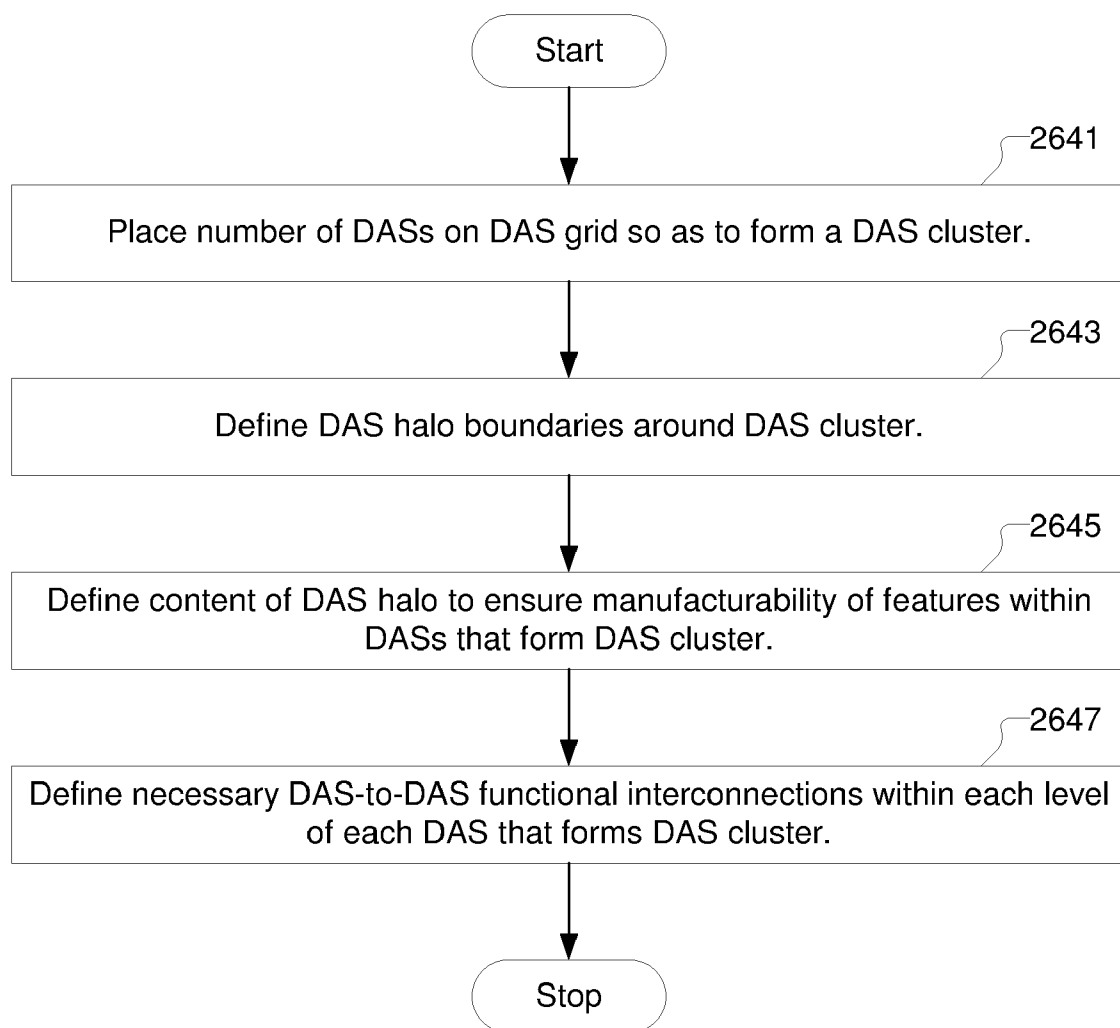 Start
2641
Place number of DASs on DAS grid so as to form a DAS cluster.
2643
Define DAS halo boundaries around DAS cluster.
2645
Define content of DAS halo to ensure manufacturability of features within
DASs that form DAS cluster.
2647
Define necessary DAS-to-DAS functional interconnections within each level
of each DAS that forms DAS cluster.
Stop